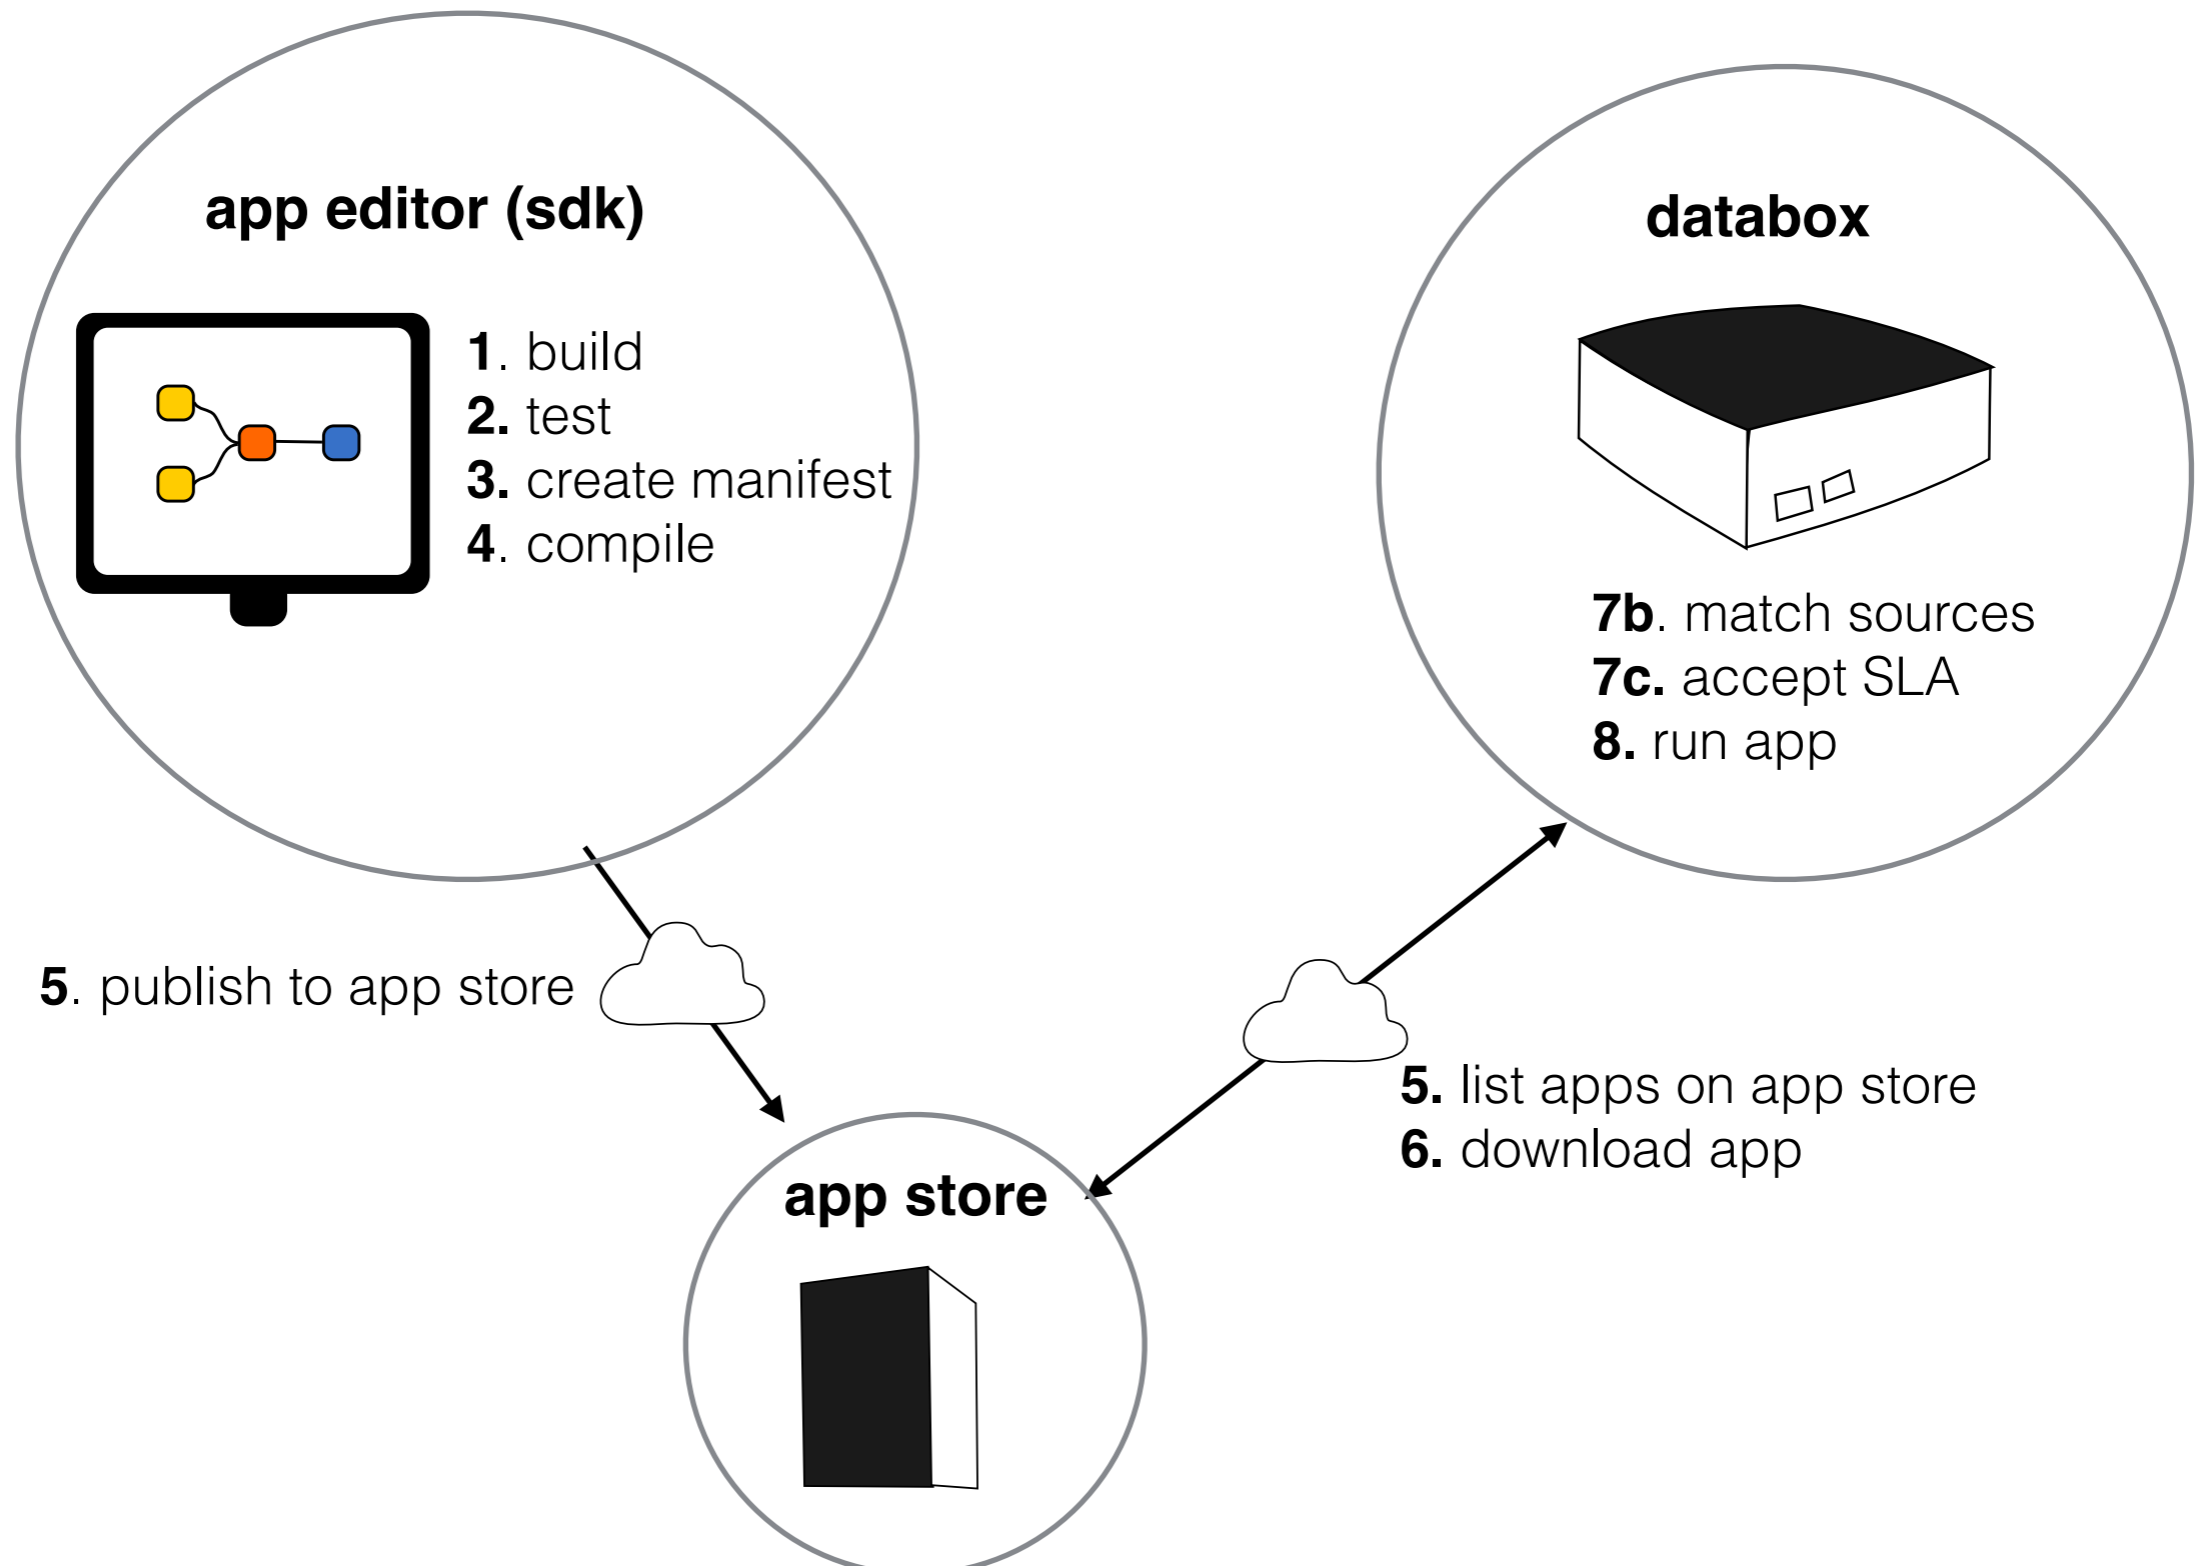 app editor (sdk)
1. build
2. test
3. create manifest
4. compile
databox
7b. match sources
7c. accept SLA
8. run app
5. publish to app store
5. list apps on app store
6. download app
app store